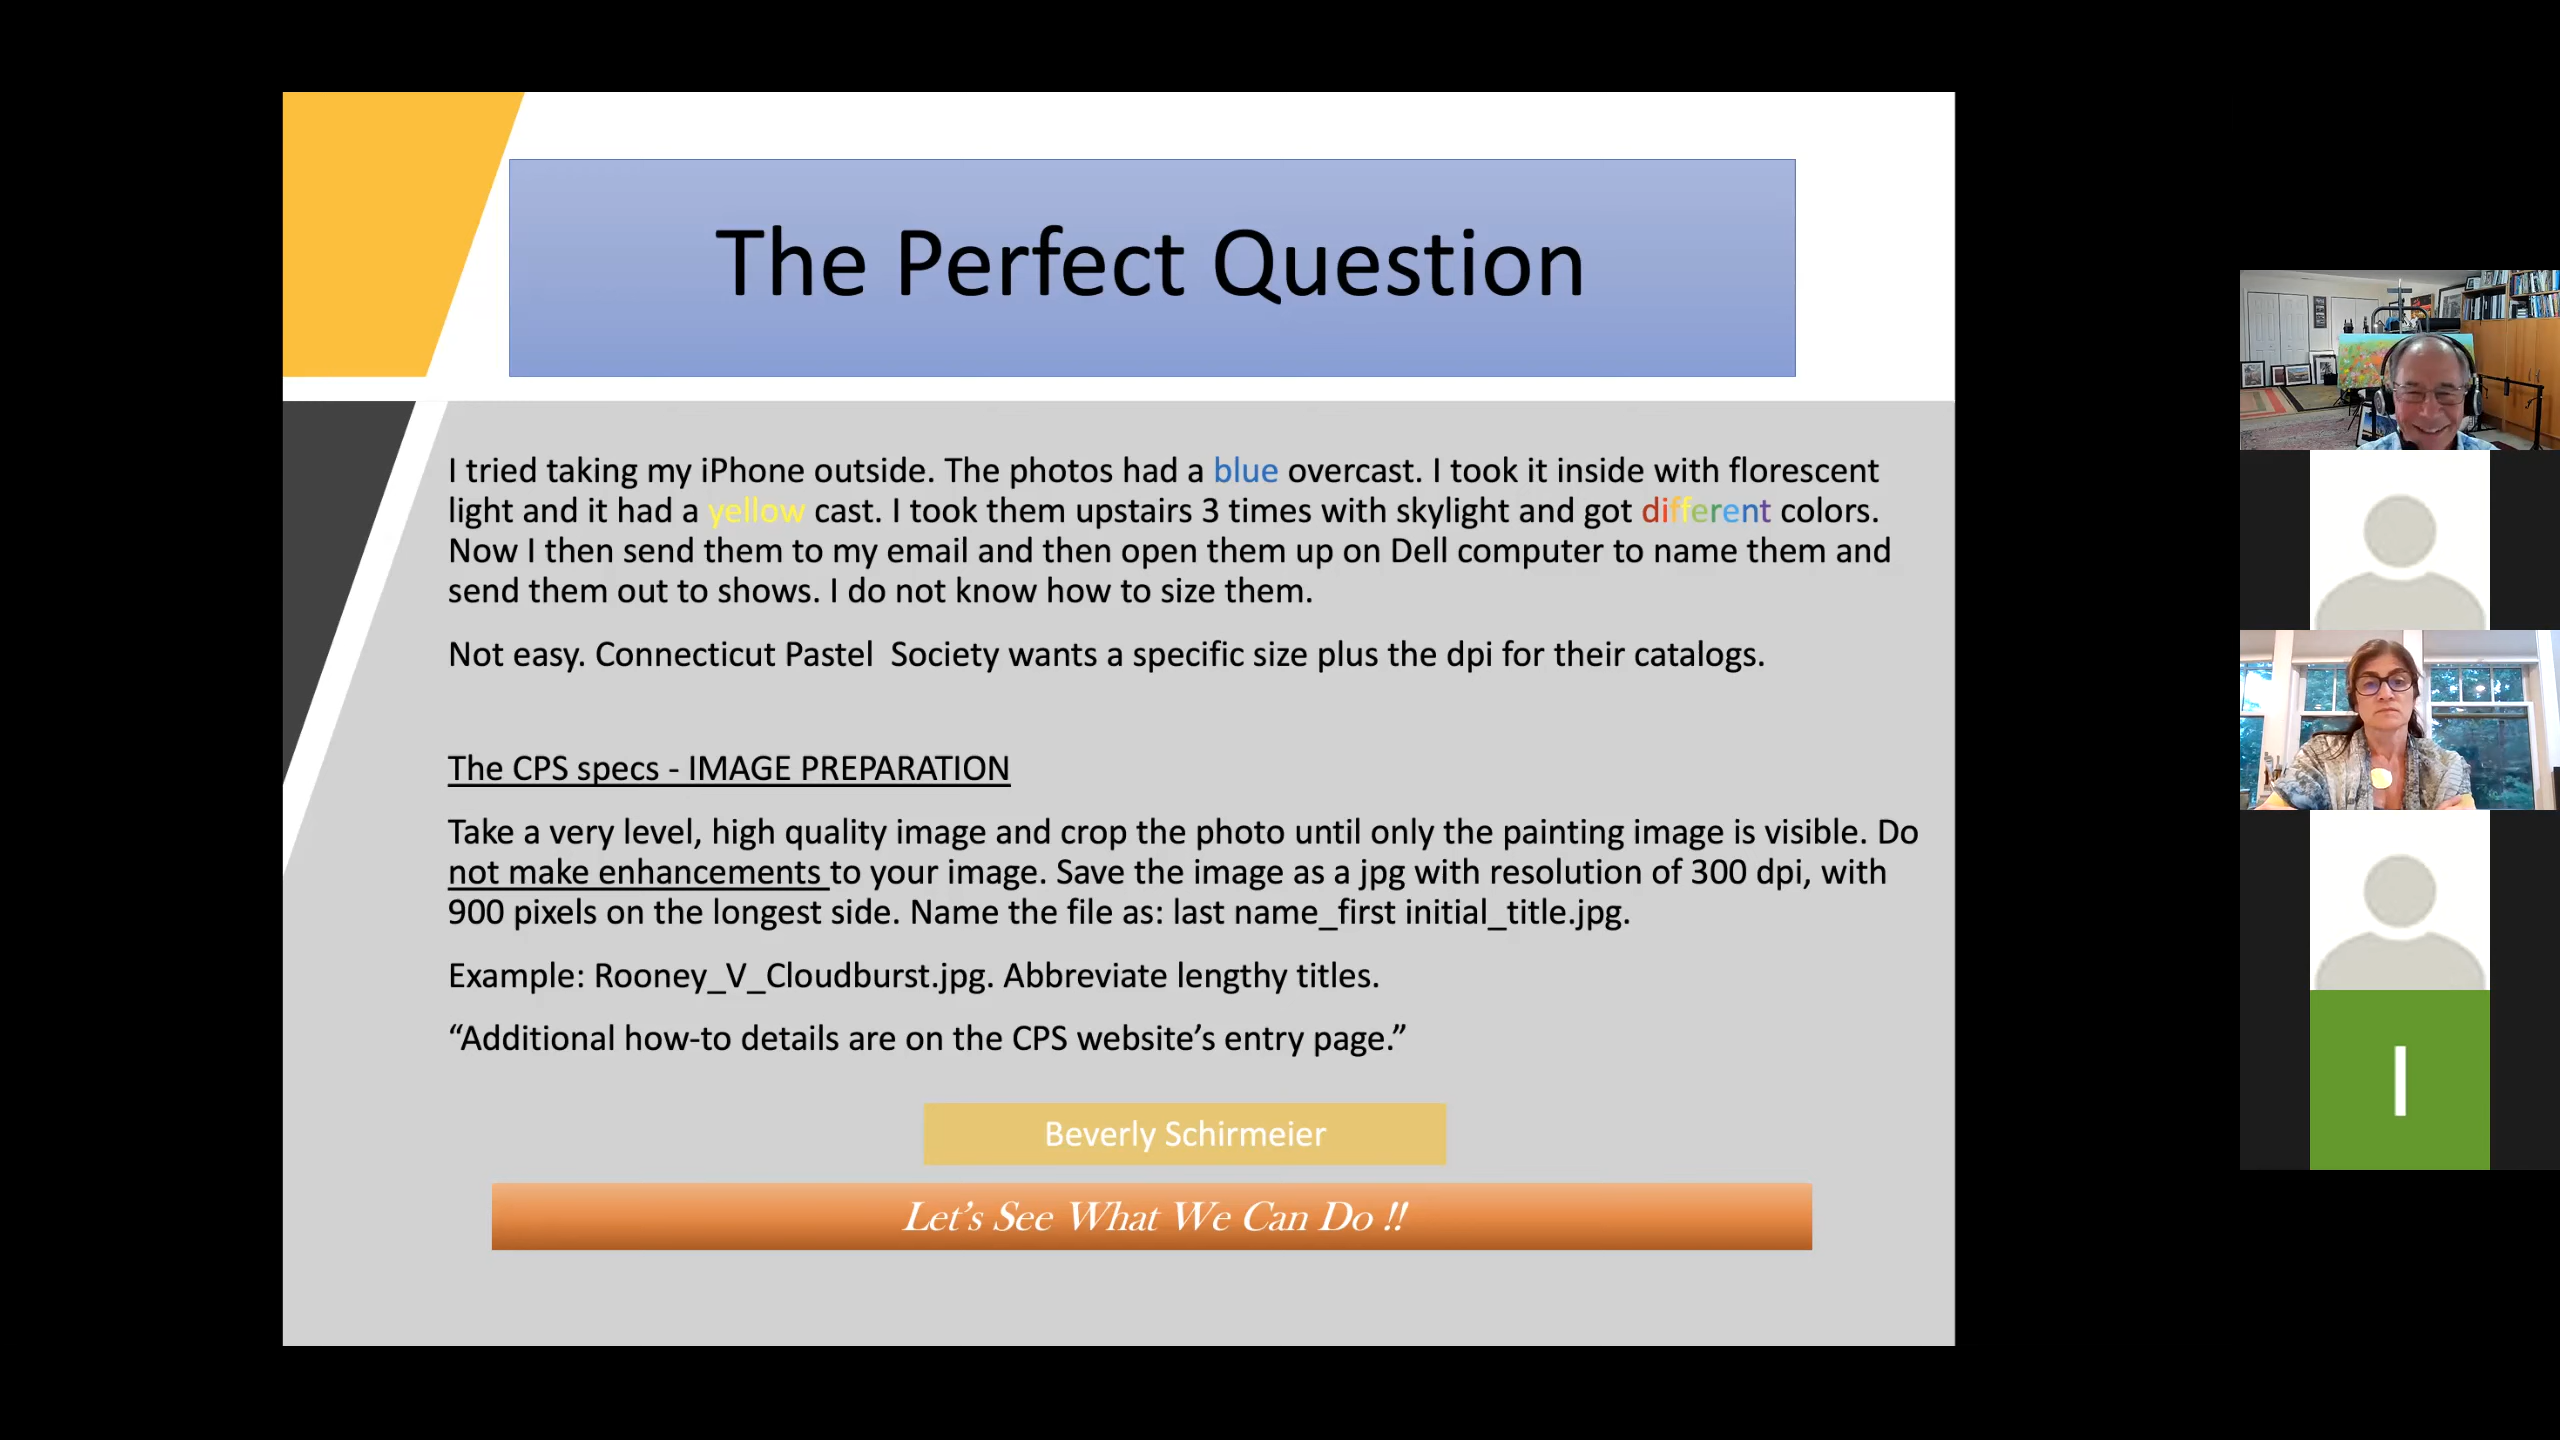 The Perfect Question
I tried taking my iPhone outside. The photos had a blue overcast. I took it inside with florescent
light and it had a yellow cast. I took them upstairs 3 times with skylight and got different colors.
Now I then send them to my email and then open them up on Dell computer to name them and
send them out to shows. I do not know how to size them.
Not easy. Connecticut Pastel  Society wants a specific size plus the dpi for their catalogs.
The CPS specs - IMAGE PREPARATION
Take a very level, high quality image and crop the photo until only the painting image is visible. Do
not make enhancements to your image. Save the image as a jpg with resolution of 300 dpi, with
900 pixels on the longest side. Name the file as: last name_first initial_title.jpg.
Example: Rooney_V_Cloudburst.jpg. Abbreviate lengthy titles.
“Additional how-to details are on the CPS website’s entry page.”
Beverly Schirmeier
Let’s See What We Can Do !!
I